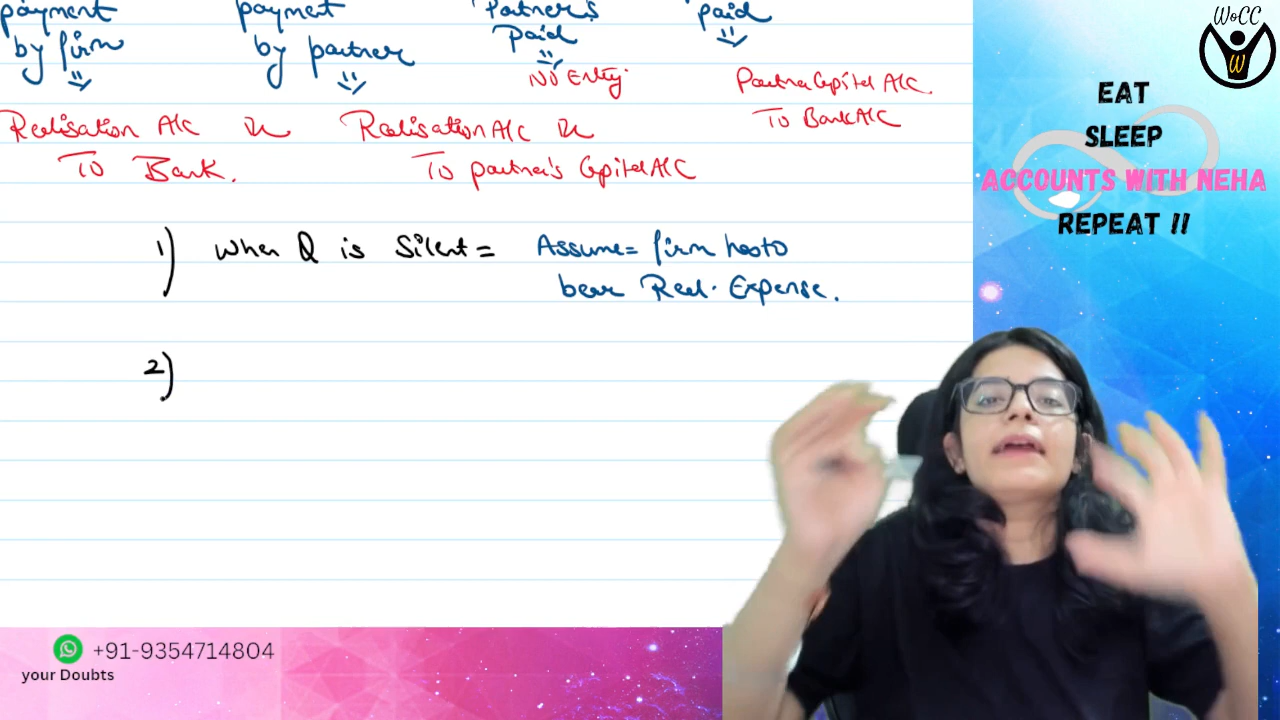 payment payment Partner's paid
by firm by partner paid
No Entry Partner Capital A/C
To Bank A/C
Realisation A/C Dr Realisation A/C Dr
To Bank. To partner's Capital A/C
1) When Q is Silent = Assume = firm has to
bear Real. Expense.
2)
WoCC
W
EAT
SLEEP
ACCOUNTS WITH NEHA
REPEAT !!
+91-9354714804
your Doubts